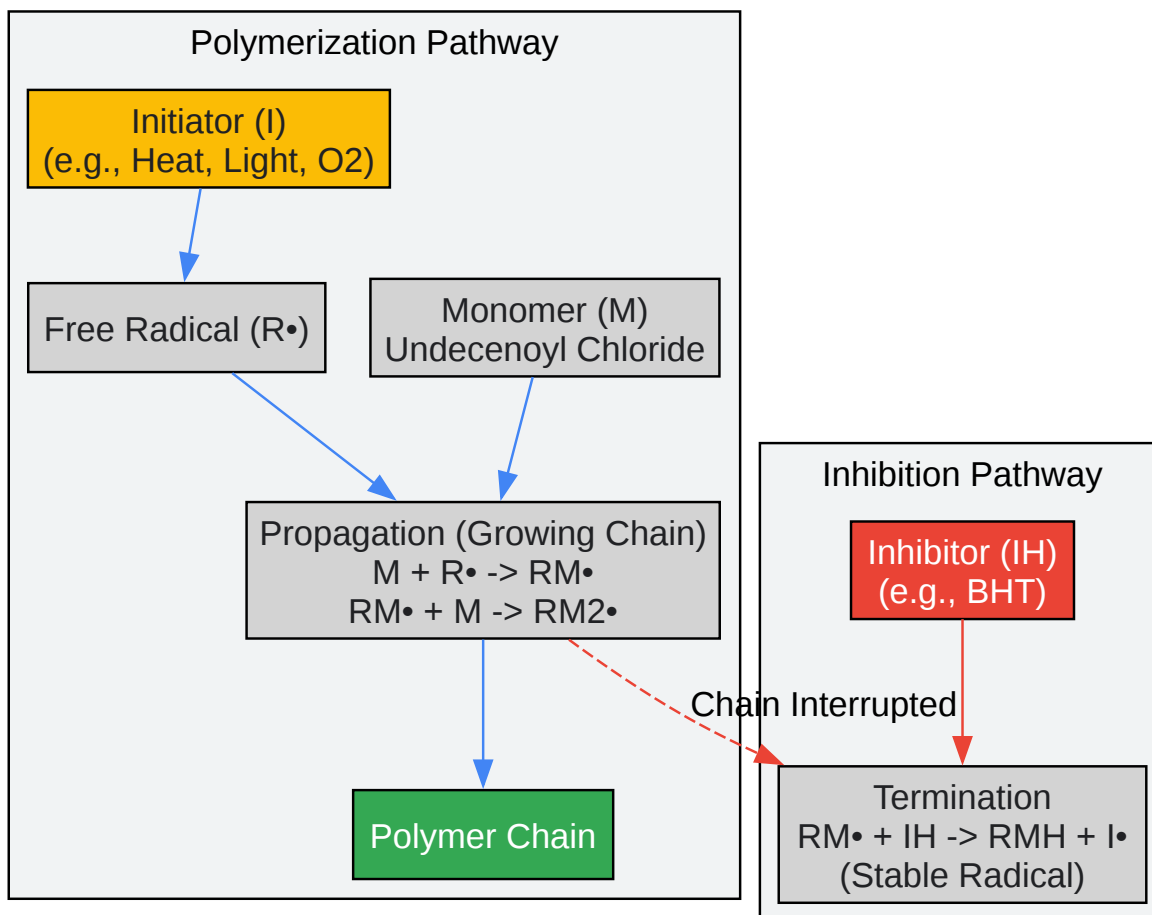 Polymerization Pathway
Initiator (I)
(e.g., Heat, Light, O2)
Free Radical (R•)
Monomer (M)
Undecenoyl Chloride
Propagation (Growing Chain)
M + R• -> RM•
RM• + M -> RM2•
Polymer Chain
Inhibition Pathway
Inhibitor (IH)
(e.g., BHT)
Chain Interrupted
Termination
RM• + IH -> RMH + I•
(Stable Radical)